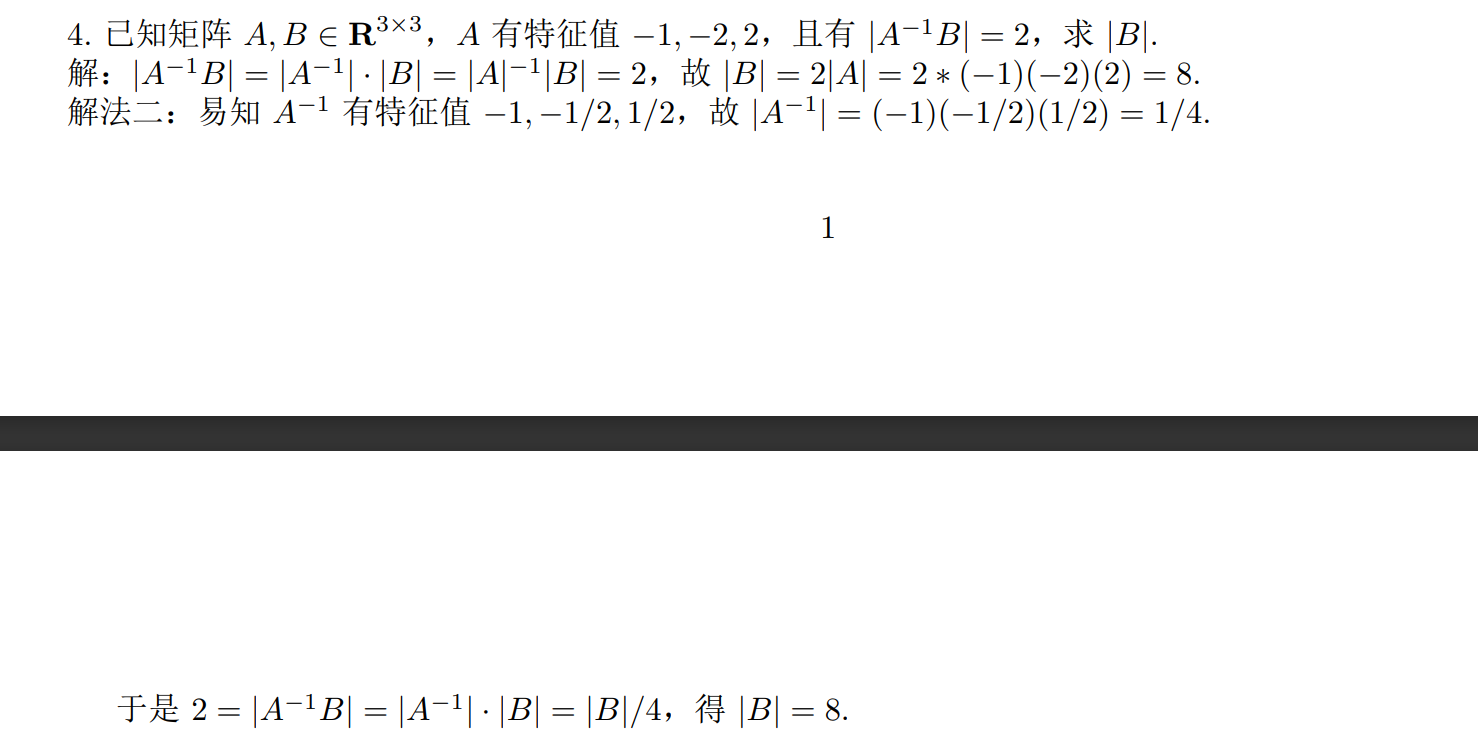 4. 已知矩阵 $A, B \in \mathbf{R}^{3\times 3}$，$A$ 有特征值 $-1, -2, 2$，且有 $|A^{-1}B| = 2$，求 $|B|$.
解：$|A^{-1}B| = |A^{-1}| \cdot |B| = |A|^{-1}|B| = 2$，故 $|B| = 2|A| = 2 * (-1)(-2)(2) = 8$.
解法二：易知 $A^{-1}$ 有特征值 $-1, -1/2, 1/2$，故 $|A^{-1}| = (-1)(-1/2)(1/2) = 1/4$.
1
于是 $2 = |A^{-1}B| = |A^{-1}| \cdot |B| = |B|/4$，得 $|B| = 8$.